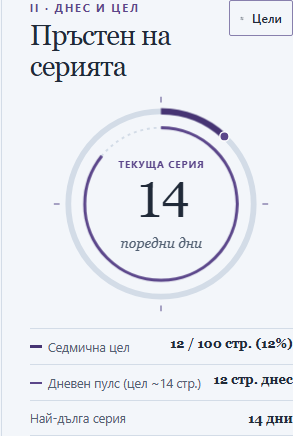 II · ДНЕС И ЦЕЛ
Цели
Пръстен на
серията
ТЕКУЩА СЕРИЯ
14
поредни дни
Седмична цел 12 / 100 стр. (12%)
Дневен пулс (цел ~14 стр.) 12 стр. днес
Най-дълга серия 14 дни